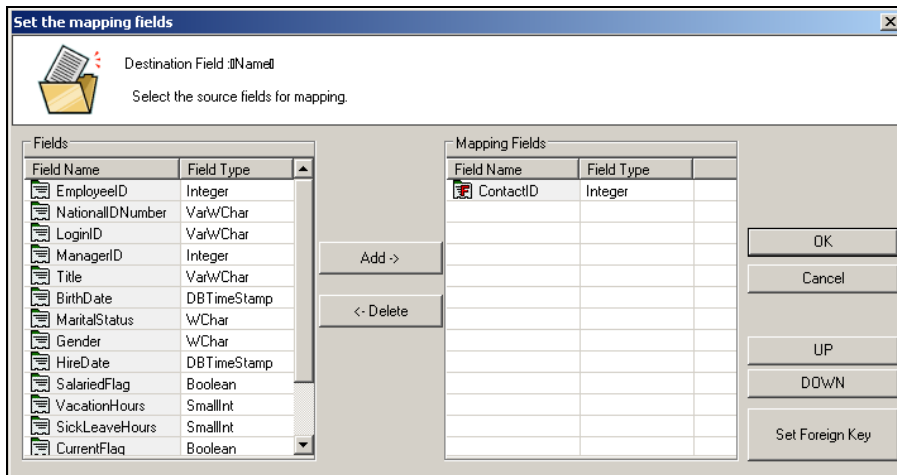 Set the mapping fields
Destination Field :▯Name▯
Select the source fields for mapping.
Fields
Field Name Field Type
EmployeeID Integer
NationalIDNumber VarWChar
LoginID VarWChar
ManagerID Integer
Title VarWChar
BirthDate DBTimeStamp
MaritalStatus WChar
Gender WChar
HireDate DBTimeStamp
SalariedFlag Boolean
VacationHours SmallInt
SickLeaveHours SmallInt
CurrentFlag Boolean
Add ->
<- Delete
Mapping Fields
Field Name Field Type
ContactID Integer
OK
Cancel
UP
DOWN
Set Foreign Key